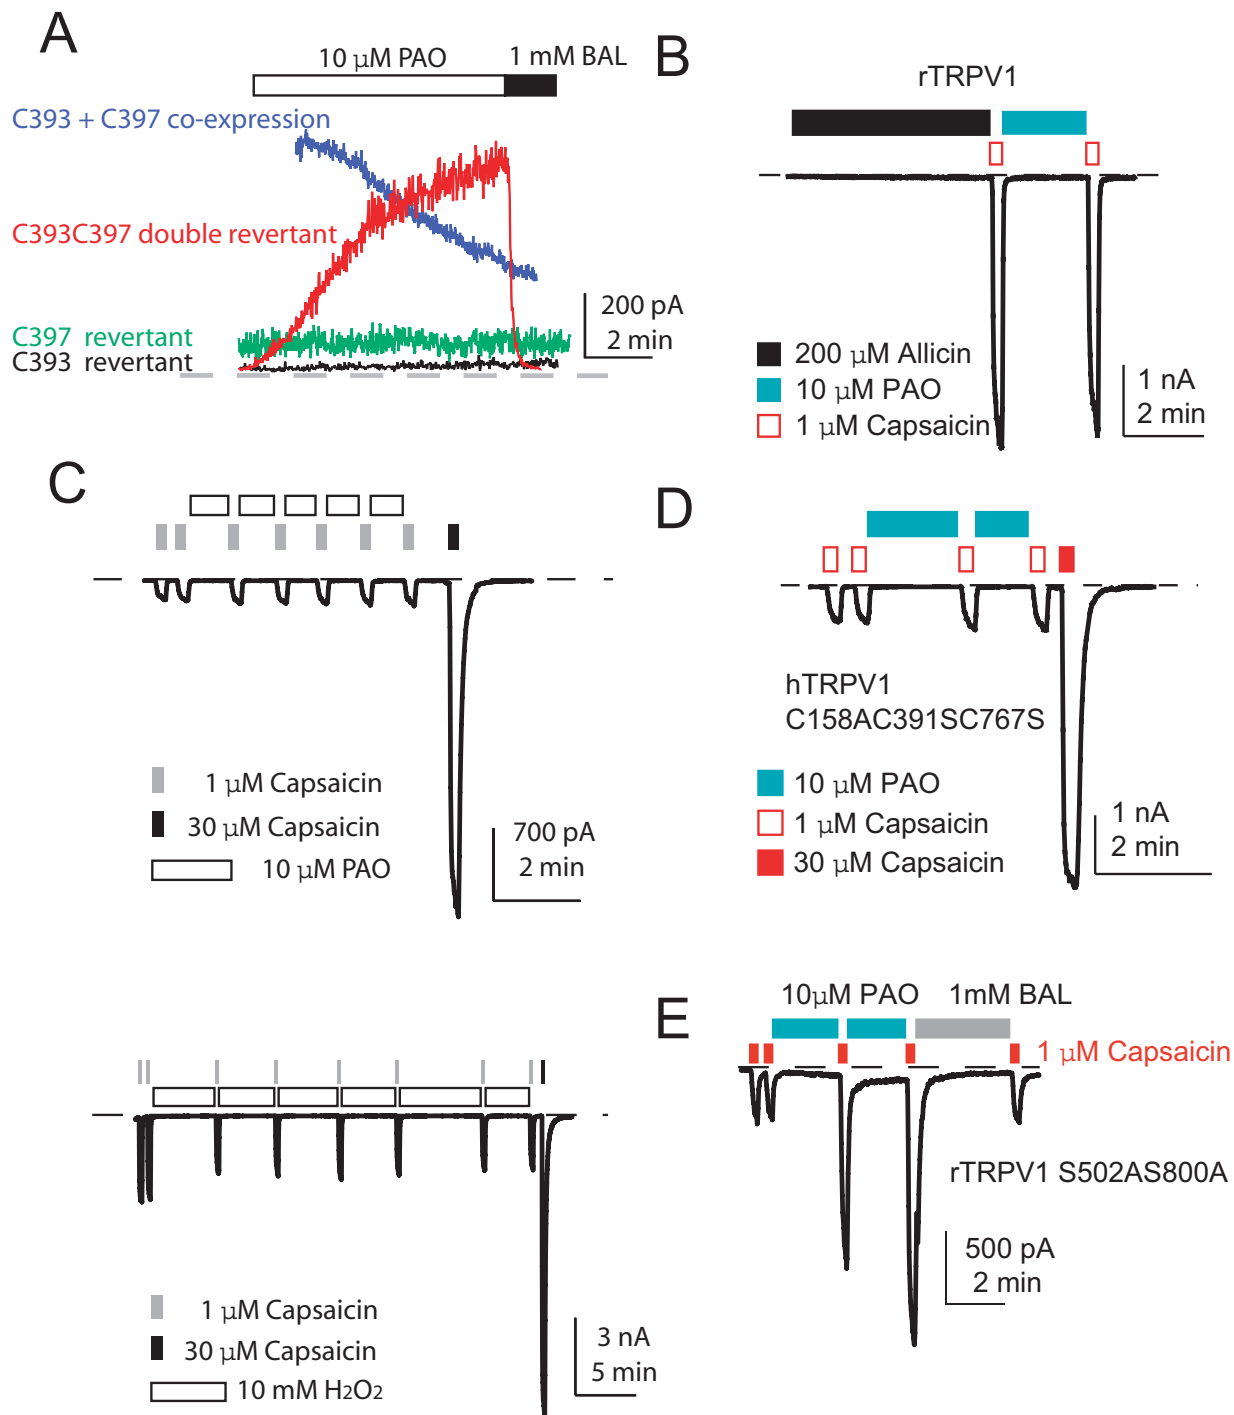 A
10 μM PAO
1 mM BAL
C393 + C397 co-expression
C393C397 double revertant
C397 revertant
C393 revertant
200 pA
2 min
B
rTRPV1
200 μM Allicin
10 μM PAO
1 μM Capsaicin
1 nA
2 min
C
1 μM Capsaicin
30 μM Capsaicin
10 μM PAO
700 pA
2 min
1 μM Capsaicin
30 μM Capsaicin
10 mM H2O2
3 nA
5 min
D
hTRPV1
C158AC391SC767S
10 μM PAO
1 μM Capsaicin
30 μM Capsaicin
1 nA
2 min
E
10μM PAO
1mM BAL
1 μM Capsaicin
rTRPV1 S502AS800A
500 pA
2 min